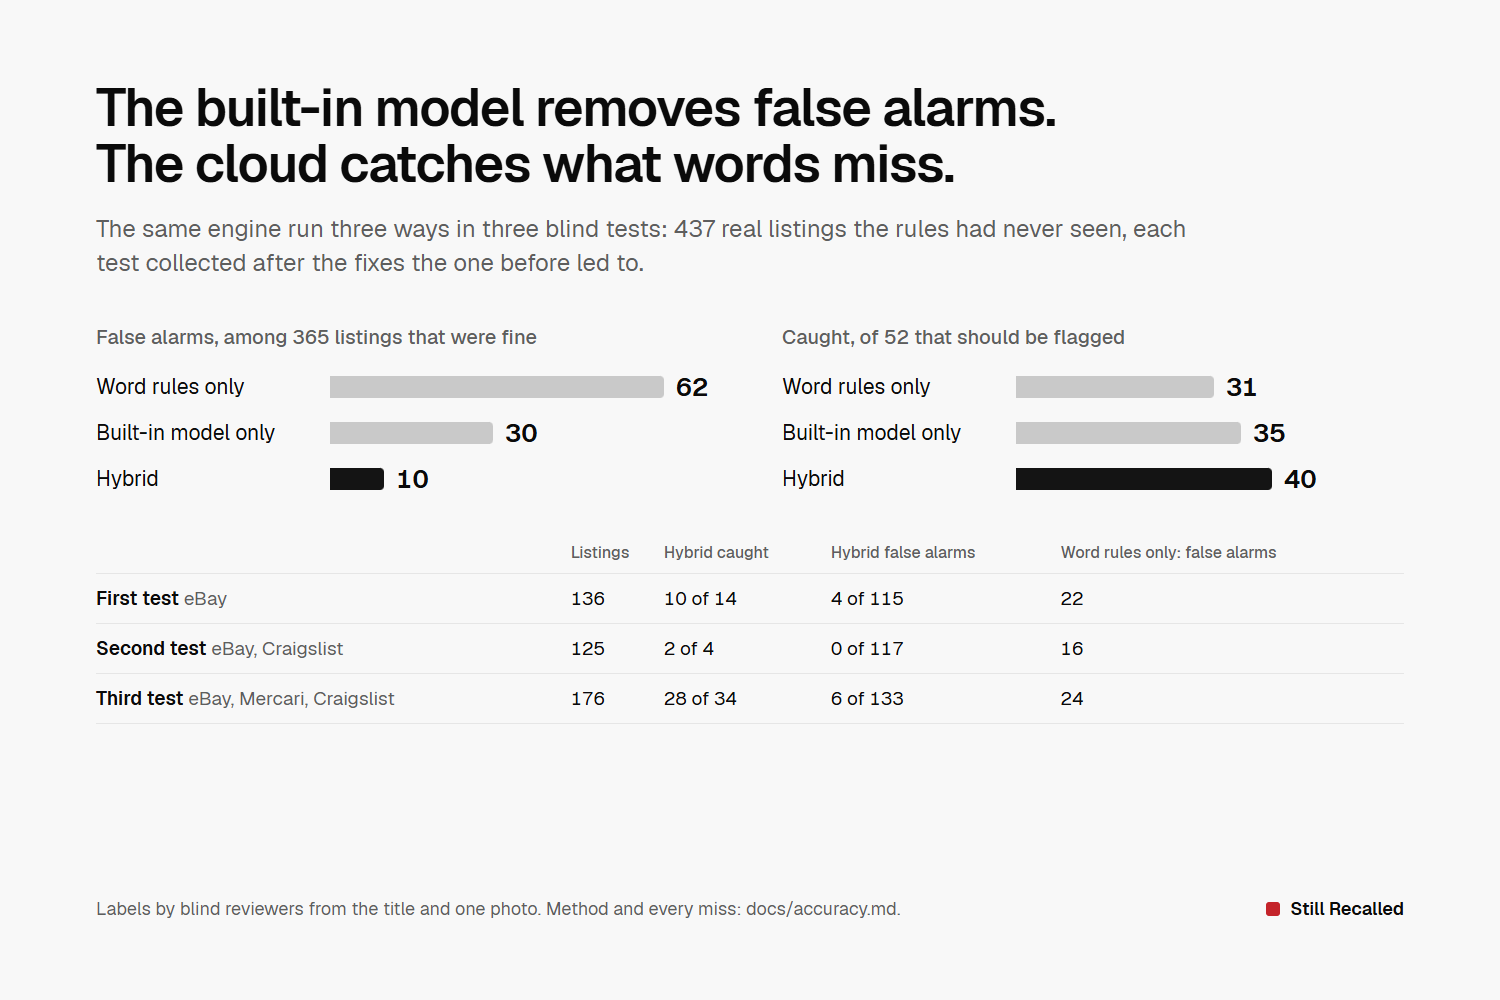 The built-in model removes false alarms.
The cloud catches what words miss.
The same engine run three ways in three blind tests: 437 real listings the rules had never seen, each
test collected after the fixes the one before led to.
False alarms, among 365 listings that were fine
Word rules only 62
Built-in model only 30
Hybrid 10
Caught, of 52 that should be flagged
Word rules only 31
Built-in model only 35
Hybrid 40
Listings Hybrid caught Hybrid false alarms Word rules only: false alarms
First test eBay 136 10 of 14 4 of 115 22
Second test eBay, Craigslist 125 2 of 4 0 of 117 16
Third test eBay, Mercari, Craigslist 176 28 of 34 6 of 133 24
Labels by blind reviewers from the title and one photo. Method and every miss: docs/accuracy.md.
Still Recalled